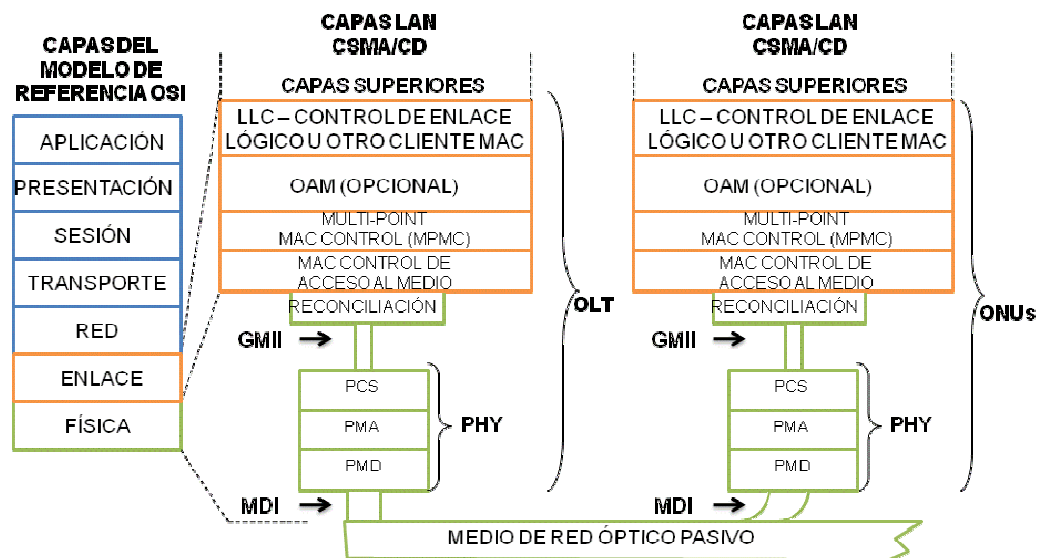 CAPAS DEL
MODELO DE
REFERENCIA OSI
APLICACIÓN
PRESENTACIÓN
SESIÓN
TRANSPORTE
RED
ENLACE
FÍSICA
CAPAS LAN
CSMA/CD
CAPAS SUPERIORES
LLC – CONTROL DE ENLACE
LÓGICO U OTRO CLIENTE MAC
OAM (OPCIONAL)
MULTI-POINT
MAC CONTROL (MPMC)
MAC CONTROL DE
ACCESO AL MEDIO
RECONCILIACIÓN
GMII
PCS
PMA
PMD
PHY
MDI
OLT
CAPAS LAN
CSMA/CD
CAPAS SUPERIORES
LLC – CONTROL DE ENLACE
LÓGICO U OTRO CLIENTE MAC
OAM (OPCIONAL)
MULTI-POINT
MAC CONTROL (MPMC)
MAC CONTROL DE
ACCESO AL MEDIO
RECONCILIACIÓN
GMII
PCS
PMA
PMD
PHY
MDI
ONUs
MEDIO DE RED ÓPTICO PASIVO